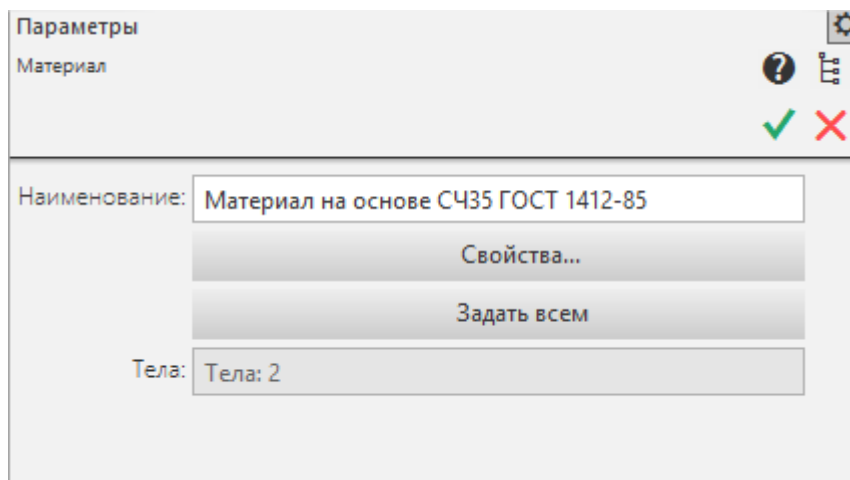 Параметры
Материал
Наименование: Материал на основе СЧ35 ГОСТ 1412-85
Свойства...
Задать всем
Тела: Тела: 2